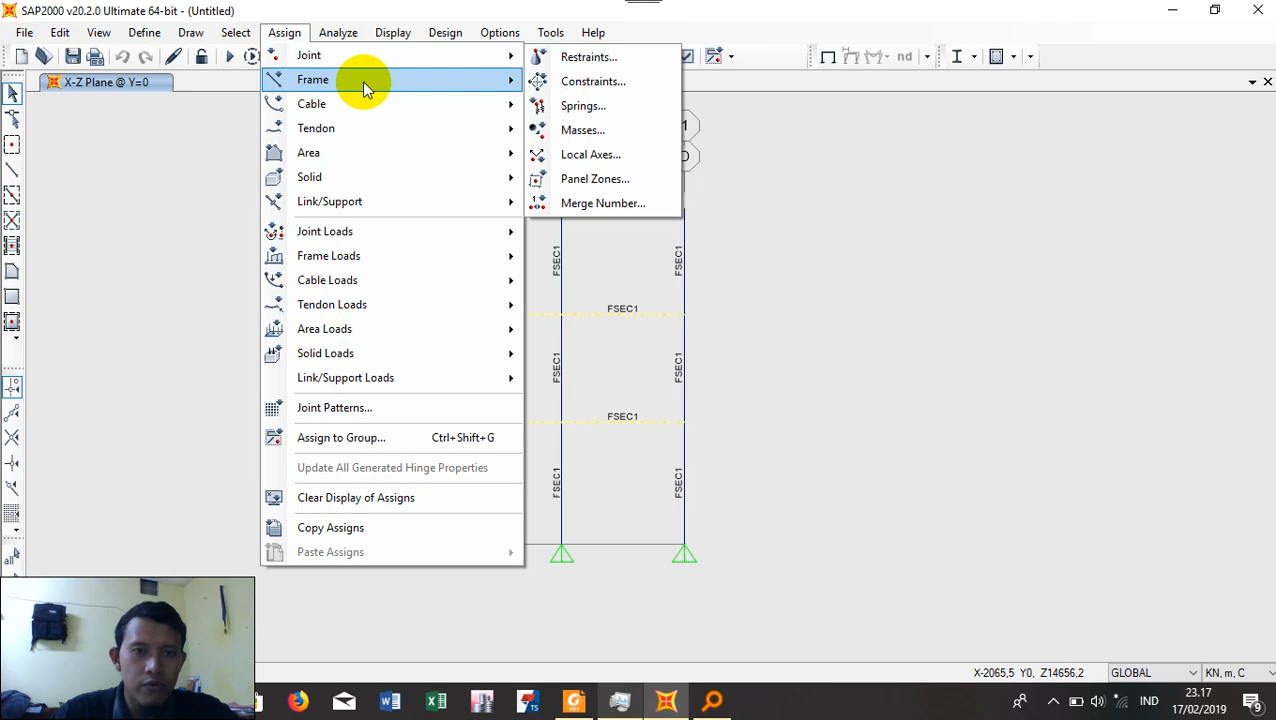 SAP2000 v20.2.0 Ultimate 64-bit - (Untitled)
File Edit View Define Draw Select Assign Analyze Display Design Options Tools Help
X-Z Plane @ Y=0
Joint
Frame
Cable
Tendon
Area
Solid
Link/Support
Joint Loads
Frame Loads
Cable Loads
Tendon Loads
Area Loads
Solid Loads
Link/Support Loads
Joint Patterns...
Assign to Group... Ctrl+Shift+G
Update All Generated Hinge Properties
Clear Display of Assigns
Copy Assigns
Paste Assigns
Restraints...
Constraints...
Springs...
Masses...
Local Axes...
Panel Zones...
Merge Number...
FSEC1 FSEC1
FSEC1
FSEC1 FSEC1
FSEC1
FSEC1 FSEC1
all
X-2065,5 Y0, Z14656,2 GLOBAL KN, m, C
IND
23.17
17/02/2019